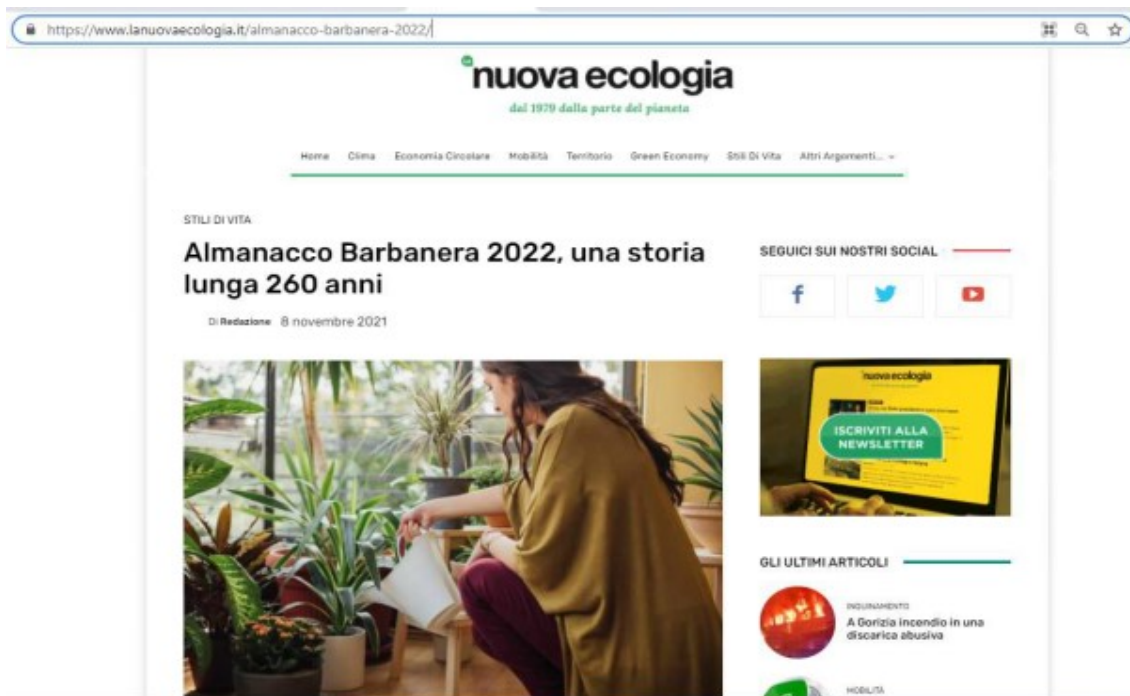 https://www.lanuovaecologia.it/almanacco-barbanera-2022/
la
nuova ecologia
dal 1979 dalla parte del pianeta
Home Clima Economia Circolare Mobilità Territorio Green Economy Stili Di Vita Altri Argomenti...
STILI DI VITA
Almanacco Barbanera 2022, una storia
lunga 260 anni
Di Redazione 8 novembre 2021
SEGUICI SUI NOSTRI SOCIAL
nuova ecologia
ISCRIVITI ALLA
NEWSLETTER
GLI ULTIMI ARTICOLI
INQUINAMENTO
A Gorizia incendio in una
discarica abusiva
MOBILITÀ